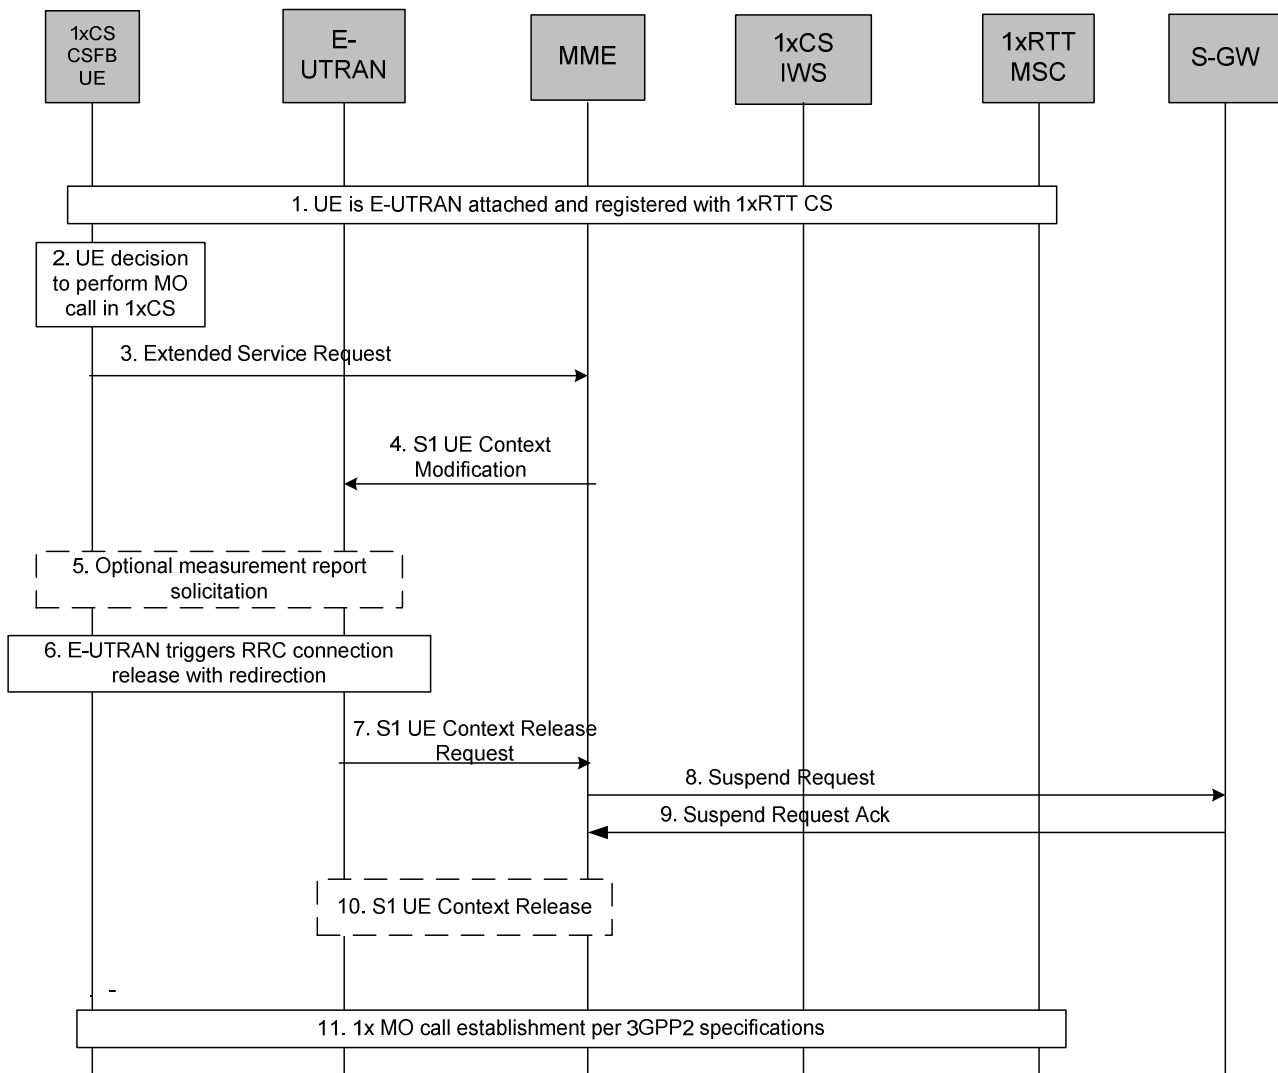 1xCS
CSFB
UE
E-
UTRAN
MME
1xCS
IWS
1xRTT
MSC
S-GW
1. UE is E-UTRAN attached and registered with 1xRTT CS
2. UE decision
to perform MO
call in 1xCS
3. Extended Service Request
4. S1 UE Context
Modification
5. Optional measurement report
solicitation
6. E-UTRAN triggers RRC connection
release with redirection
7. S1 UE Context Release
Request
8. Suspend Request
9. Suspend Request Ack
10. S1 UE Context Release
11. 1x MO call establishment per 3GPP2 specifications